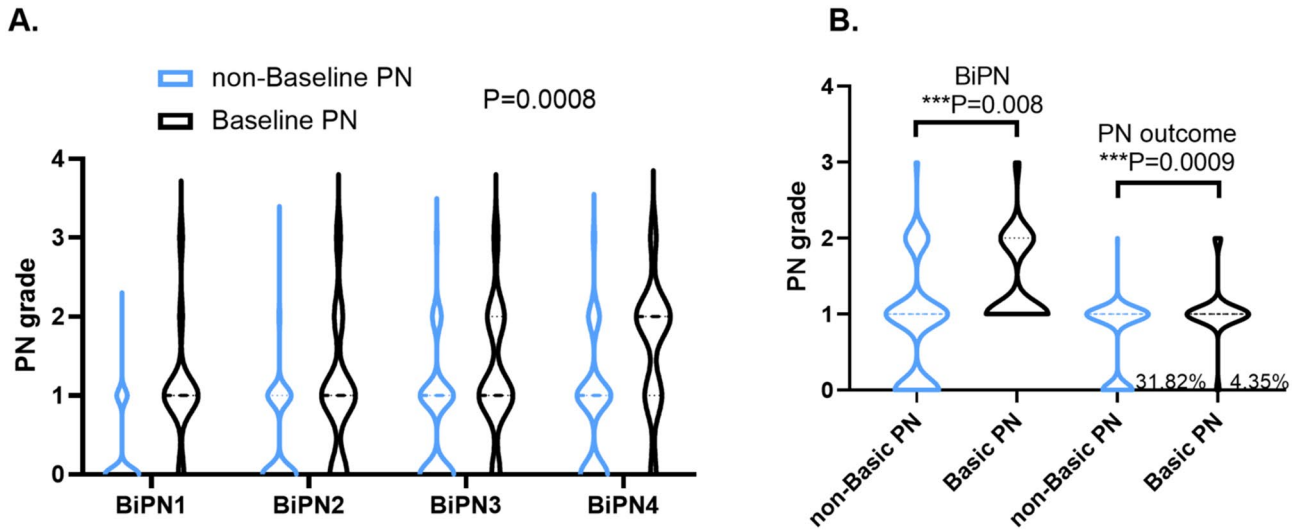 A.
non-Baseline PN
Baseline PN
P=0.0008
PN grade
4
3
2
1
0
BiPN1 BiPN2 BiPN3 BiPN4
B.
BiPN
***P=0.008
PN outcome
***P=0.0009
PN grade
4
3
2
1
0
31.82% 4.35%
non-Basic PN
Basic PN
non-Basic PN
Basic PN